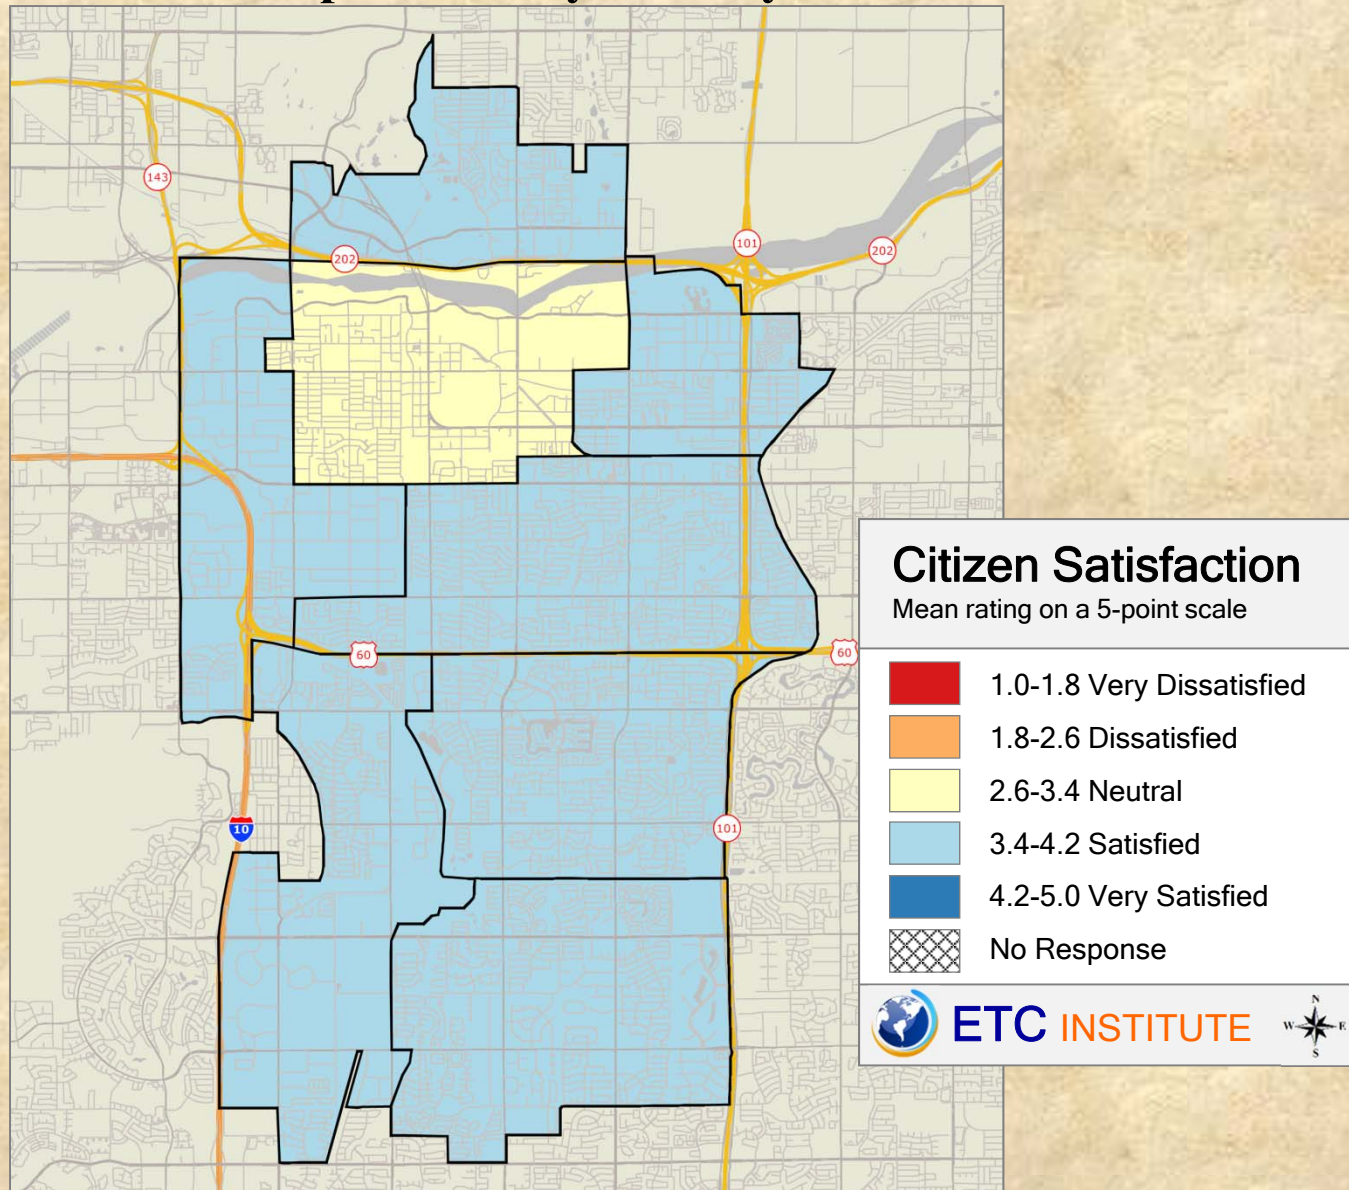 143
202
101
202
60
60
10
101
Citizen Satisfaction
Mean rating on a 5-point scale
1.0-1.8 Very Dissatisfied
1.8-2.6 Dissatisfied
2.6-3.4 Neutral
3.4-4.2 Satisfied
4.2-5.0 Very Satisfied
No Response
ETC INSTITUTE
N
W E
S